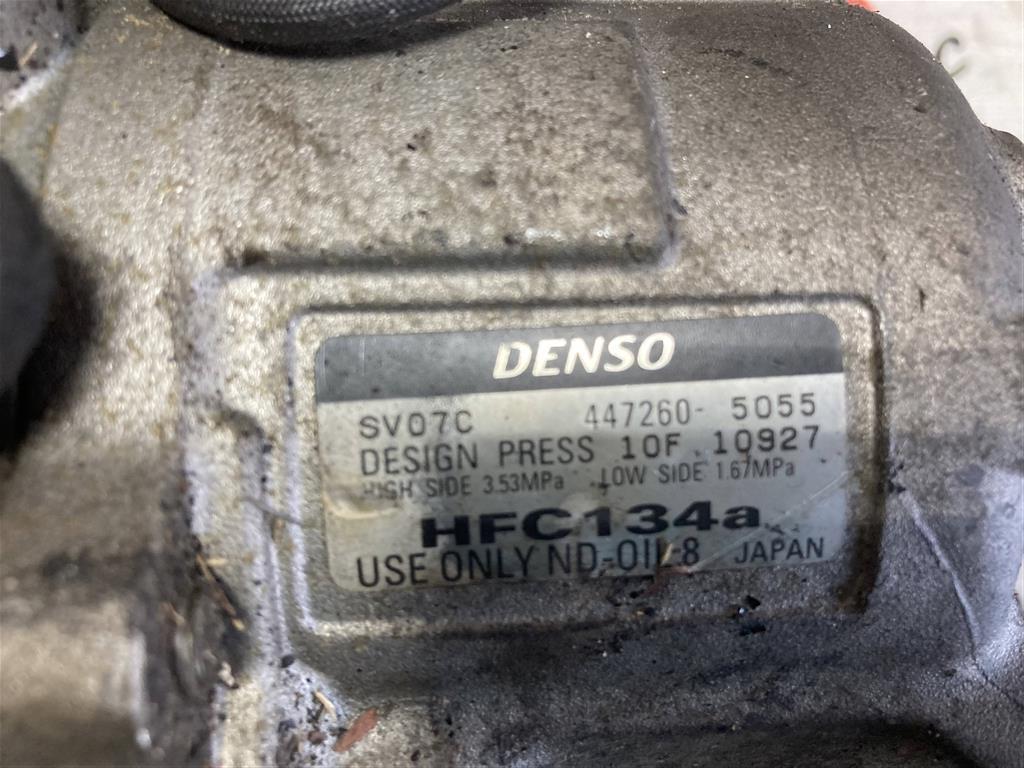 DENSO
SV07C 447260- 5055
DESIGN PRESS 10F 10927
HIGH SIDE 3.53MPa LOW SIDE 1.67MPa
HFC134a
USE ONLY ND-OIL8 JAPAN